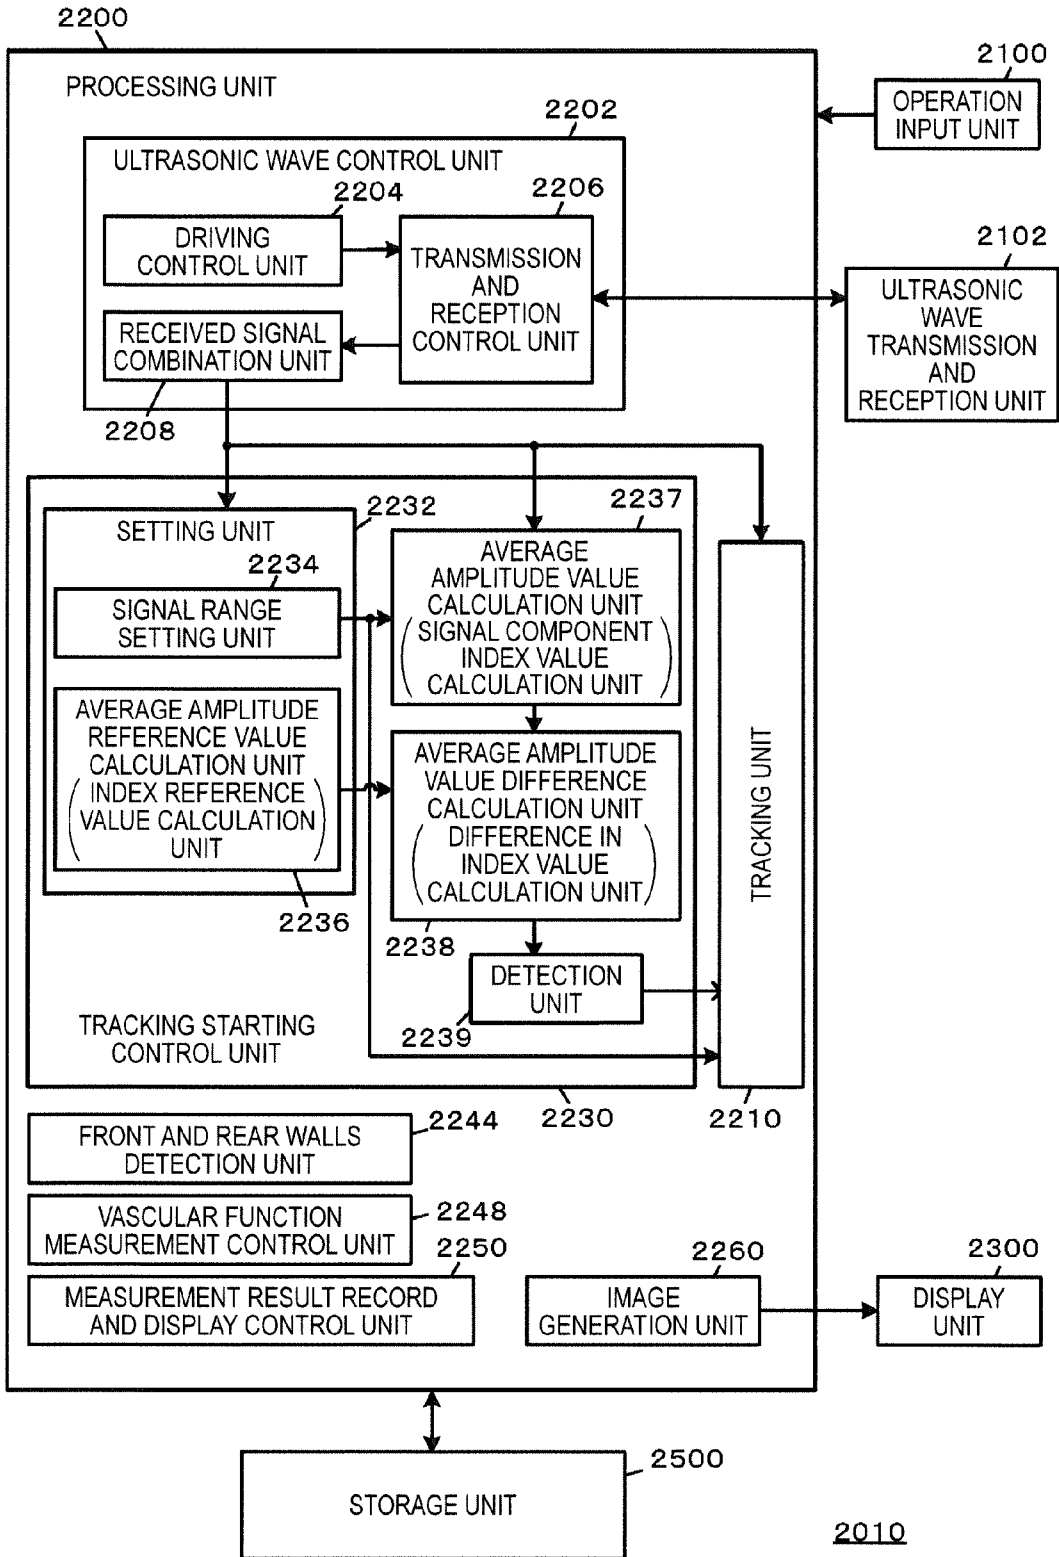 2200
PROCESSING UNIT
2100
OPERATION
INPUT UNIT
2202
ULTRASONIC WAVE CONTROL UNIT
2204
DRIVING
CONTROL UNIT
2206
TRANSMISSION
AND
RECEPTION
CONTROL UNIT
2102
ULTRASONIC
WAVE
TRANSMISSION
AND
RECEPTION UNIT
RECEIVED SIGNAL
COMBINATION UNIT
2208
2232
SETTING UNIT
2234
SIGNAL RANGE
SETTING UNIT
2237
AVERAGE
AMPLITUDE VALUE
CALCULATION UNIT
(SIGNAL COMPONENT
INDEX VALUE
CALCULATION UNIT)
AVERAGE AMPLITUDE
REFERENCE VALUE
CALCULATION UNIT
(INDEX REFERENCE
VALUE CALCULATION
UNIT)
2236
AVERAGE AMPLITUDE
VALUE DIFFERENCE
CALCULATION UNIT
(DIFFERENCE IN
INDEX VALUE
CALCULATION UNIT)
2238
DETECTION
UNIT
2239
TRACKING UNIT
TRACKING STARTING
CONTROL UNIT
2230
2210
2244
FRONT AND REAR WALLS
DETECTION UNIT
2248
VASCULAR FUNCTION
MEASUREMENT CONTROL UNIT
2250
MEASUREMENT RESULT RECORD
AND DISPLAY CONTROL UNIT
2260
IMAGE
GENERATION UNIT
2300
DISPLAY
UNIT
2500
STORAGE UNIT
2010